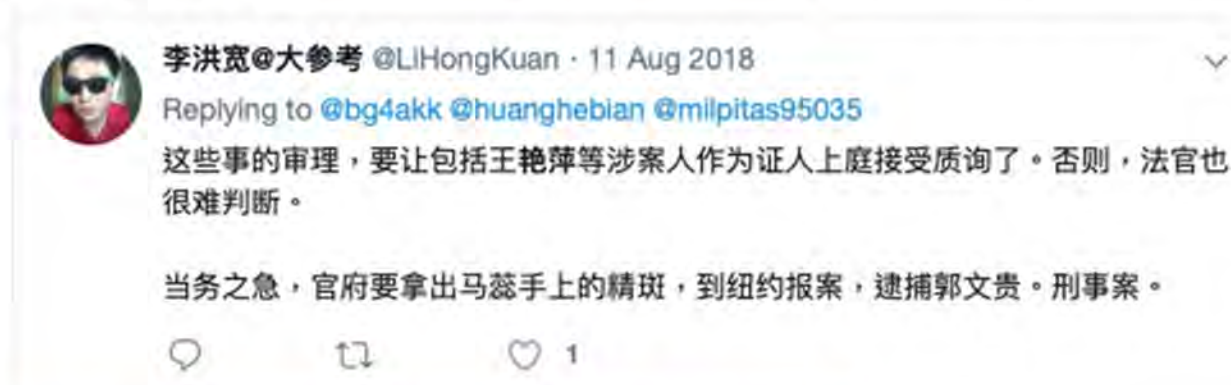 李洪宽@大参考 @LiHongKuan · 11 Aug 2018
Replying to @bg4akk @huanghebian @milpitas95035
这些事的审理，要让包括王艳萍等涉案人作为证人上庭接受质询了。否则，法官也
很难判断。
当务之急，官府要拿出马蕊手上的精斑，到纽约报案，逮捕郭文贵。刑事案。
1